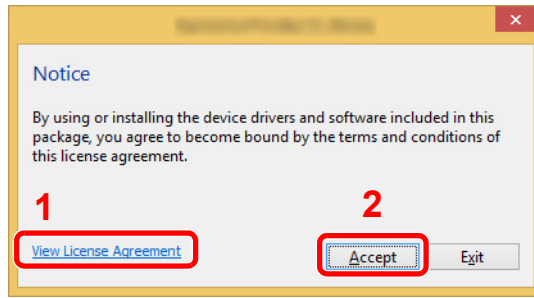 Notice
By using or installing the device drivers and software included in this
package, you agree to become bound by the terms and conditions of
this license agreement.
1
2
View License Agreement
Accept
Exit